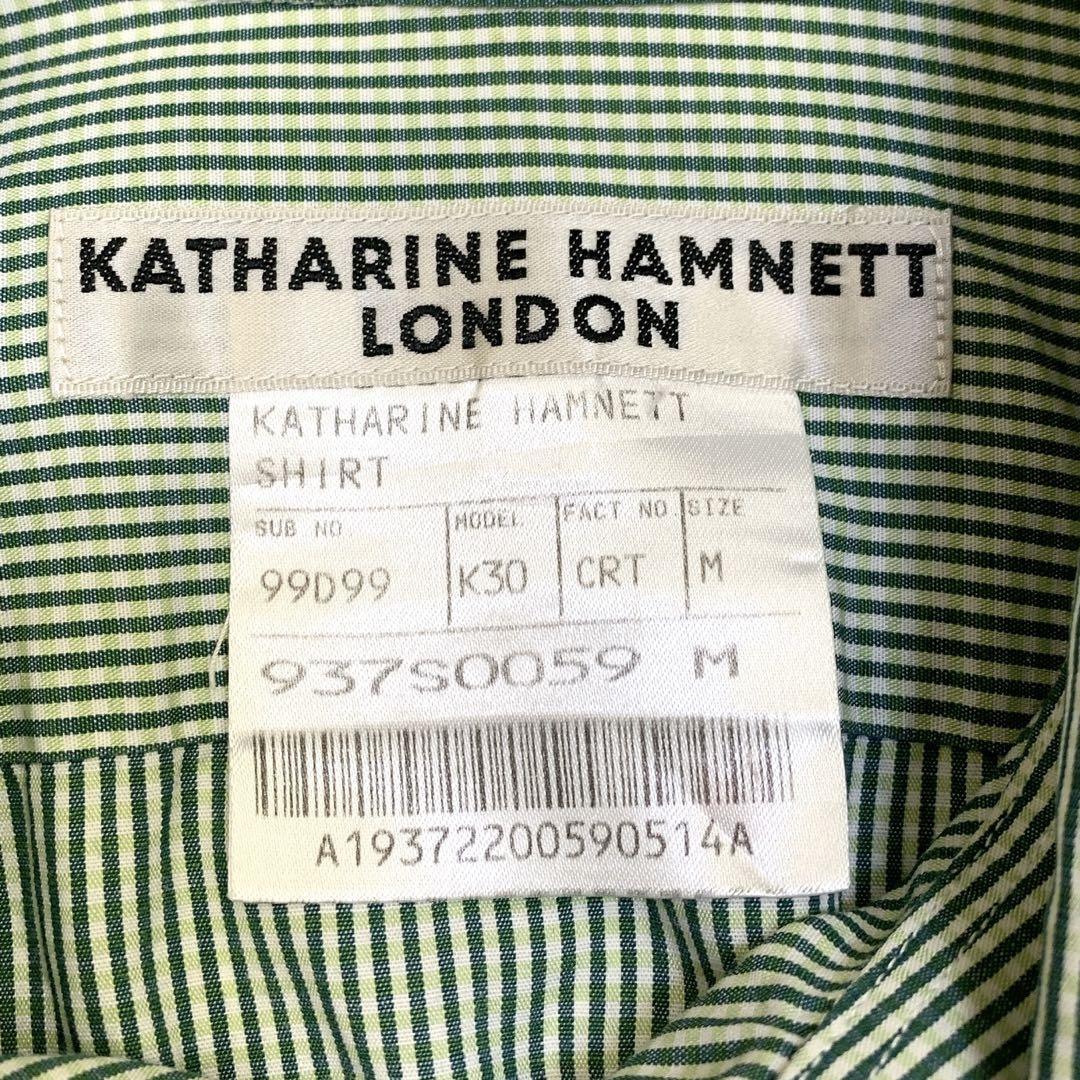 KATHARINE HAMNETT
LONDON
KATHARINE HAMNETT
SHIRT
SUB NO MODEL FACT NO SIZE
99D99 K30 CRT M
937S0059 M
A19372200590514A